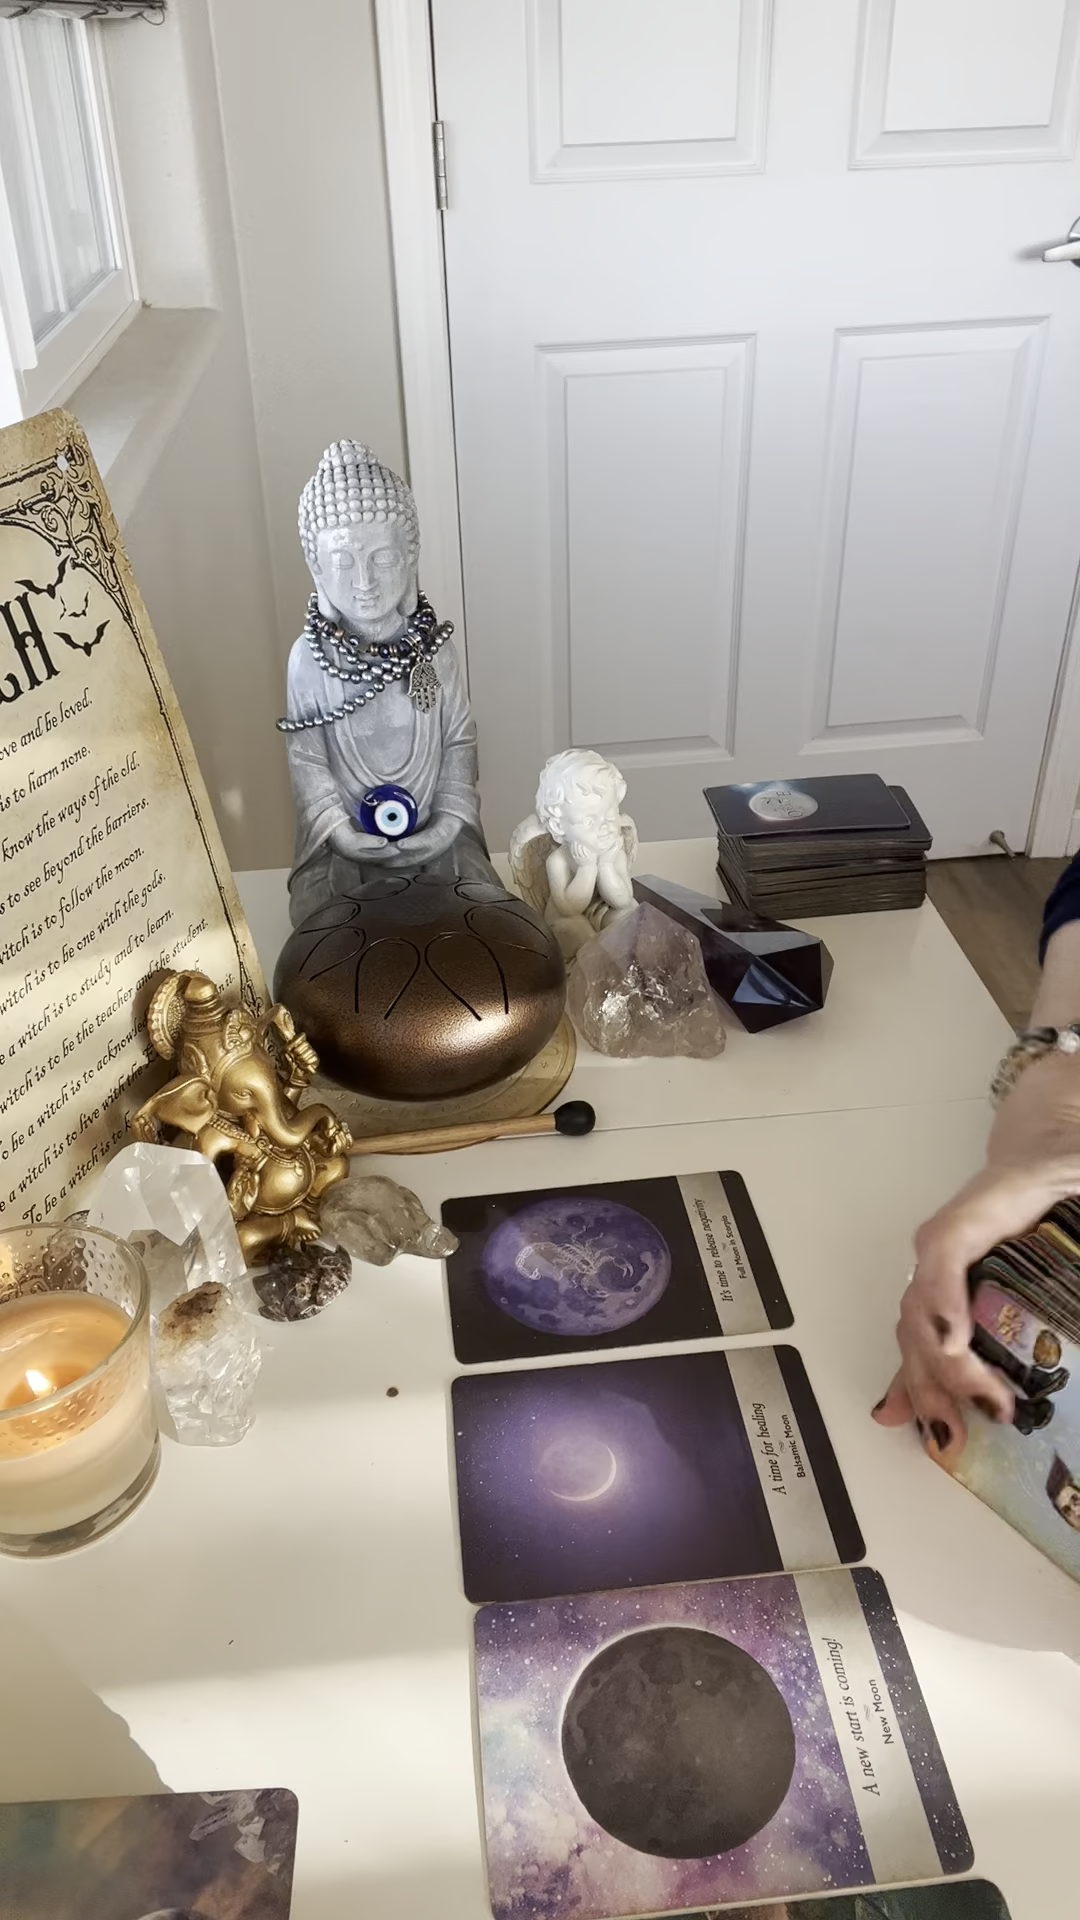 CH
ove and be loved.
is to harm none.
know the ways of the old.
s to see beyond the barriers.
witch is to follow the moon.
witch is to be one with the gods.
e a witch is to study and to learn.
witch is to be the teacher and the student.
e a witch is to acknowle
witch is to live with the
o be a witch is to
To be a witch is to k
It's time to release negativity
Full Moon in Scorpio
A time for healing
Balsamic Moon
A new start is coming!
New Moon